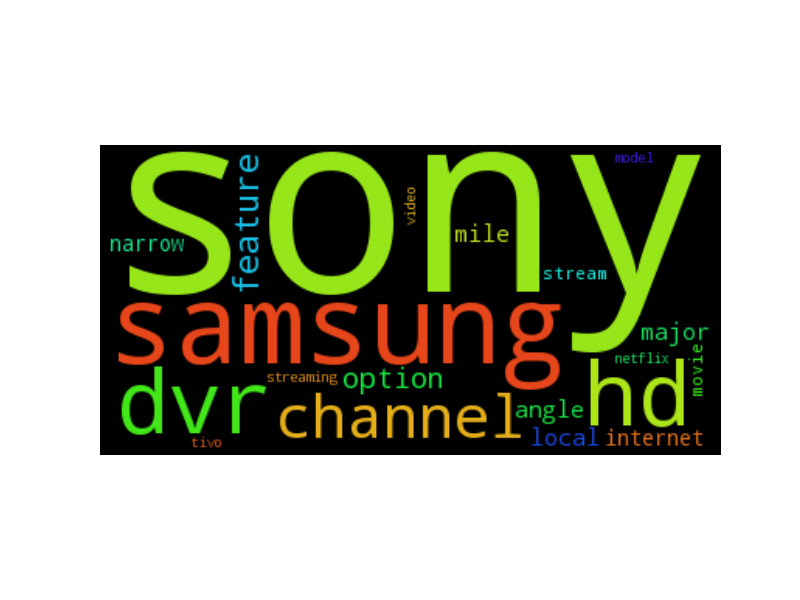 sony
model
feature
video
narrow
mile
stream
samsung
major
netflix
movie
dvr
streaming
option
hd
channel
angle
tivo
local
internet